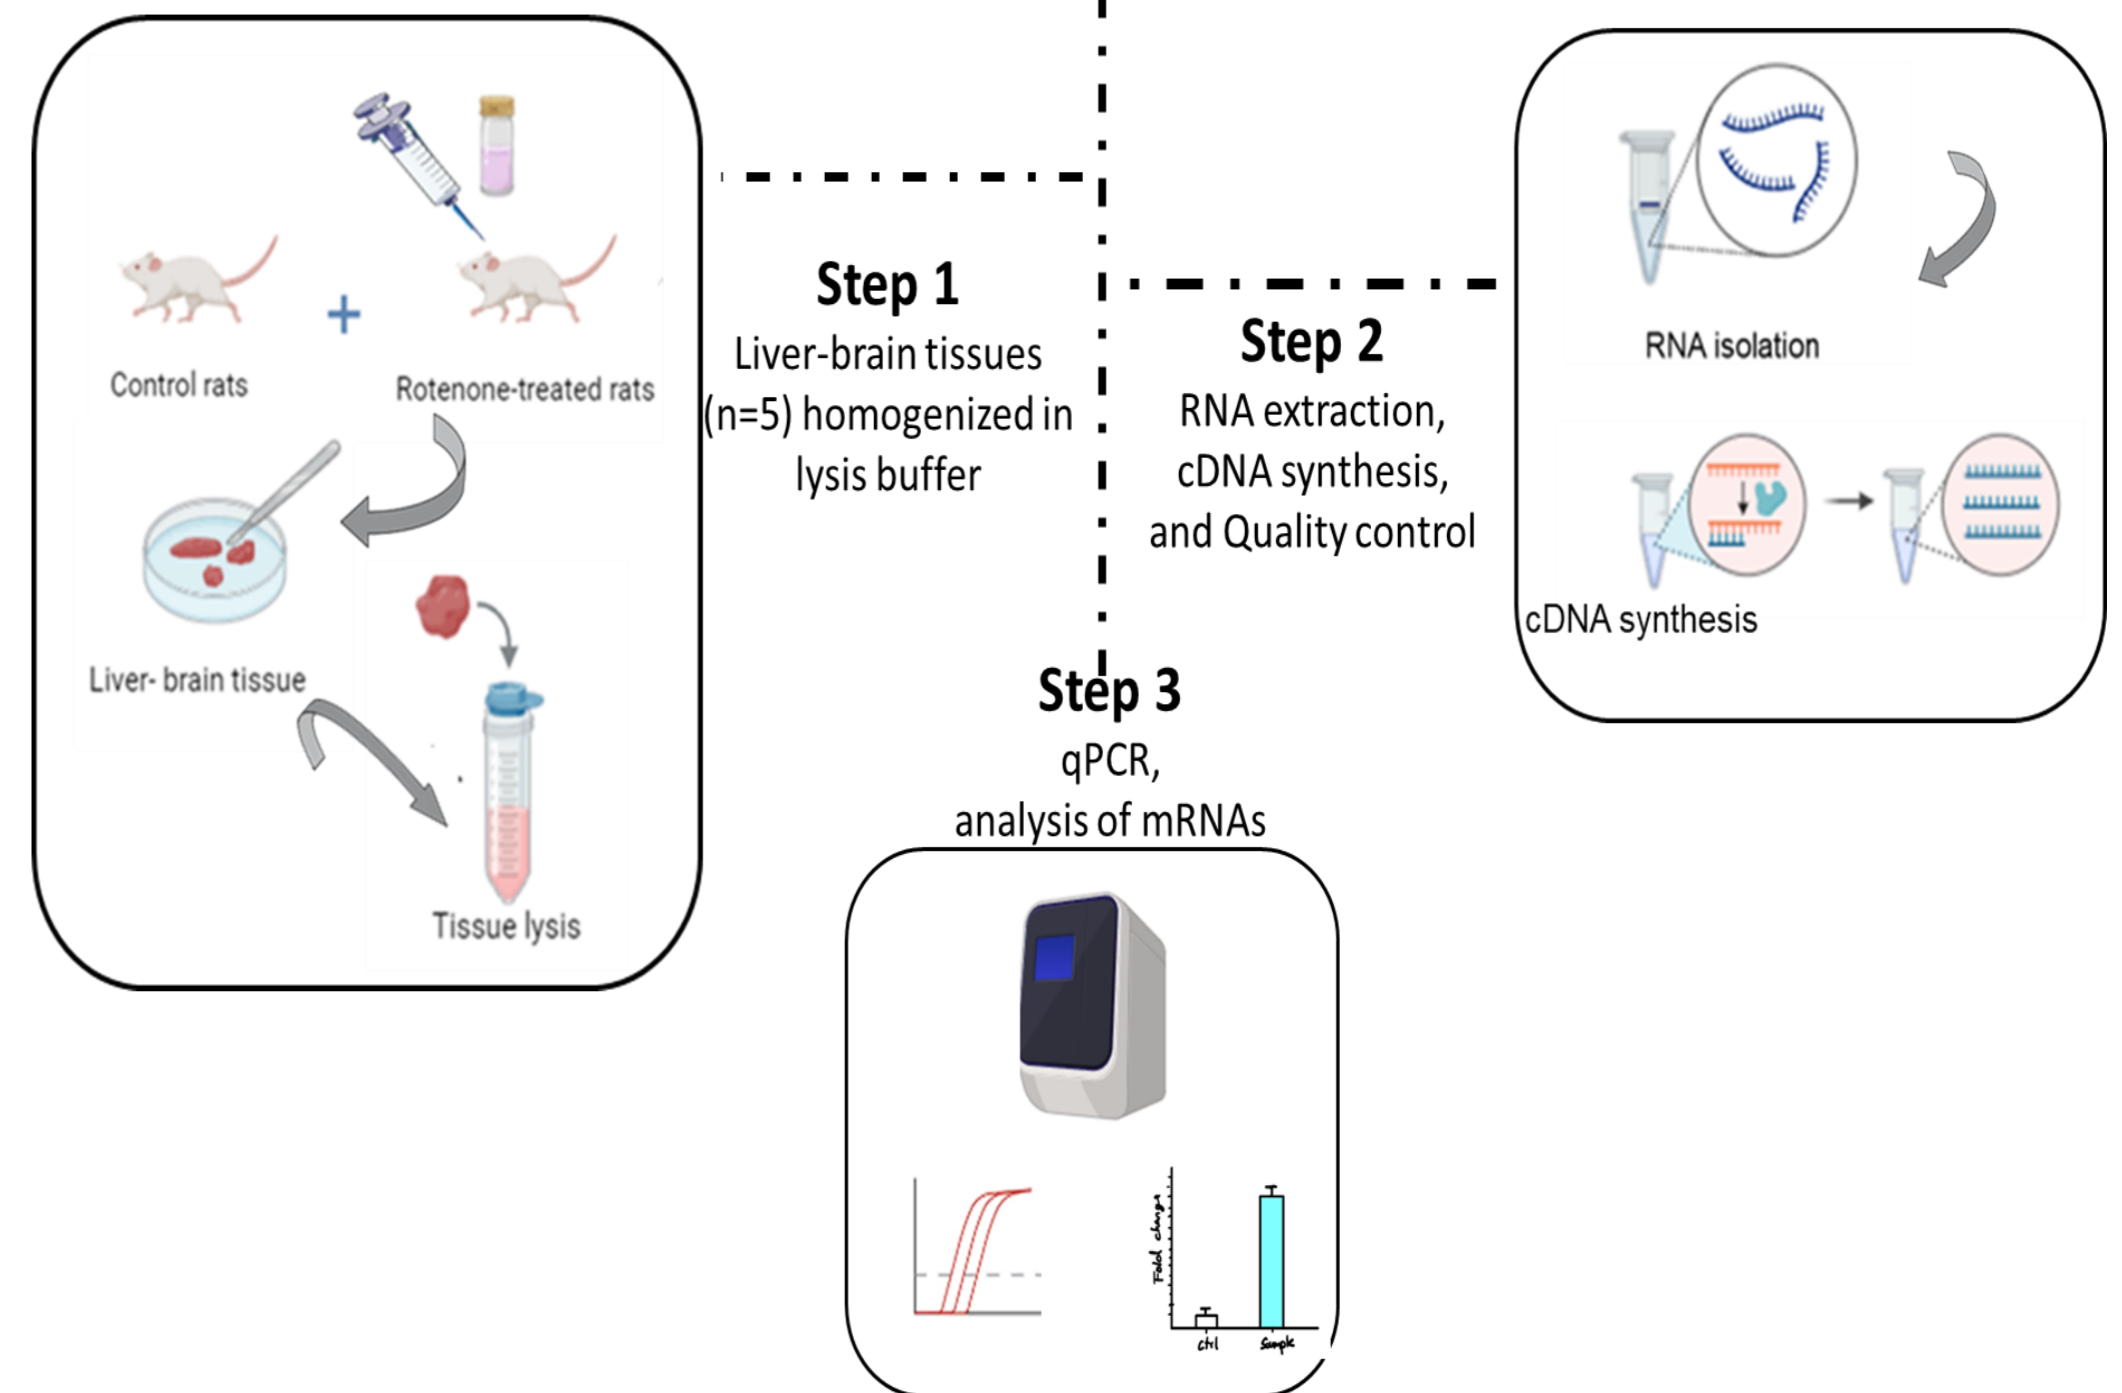 Control rats
+
Rotenone-treated rats
Liver- brain tissue
Tissue lysis
Step 1
Liver-brain tissues
(n=5) homogenized in
lysis buffer
Step 2
RNA extraction,
cDNA synthesis,
and Quality control
RNA isolation
cDNA synthesis
Step 3
qPCR,
analysis of mRNAs
Fold change
ctrl
Sample